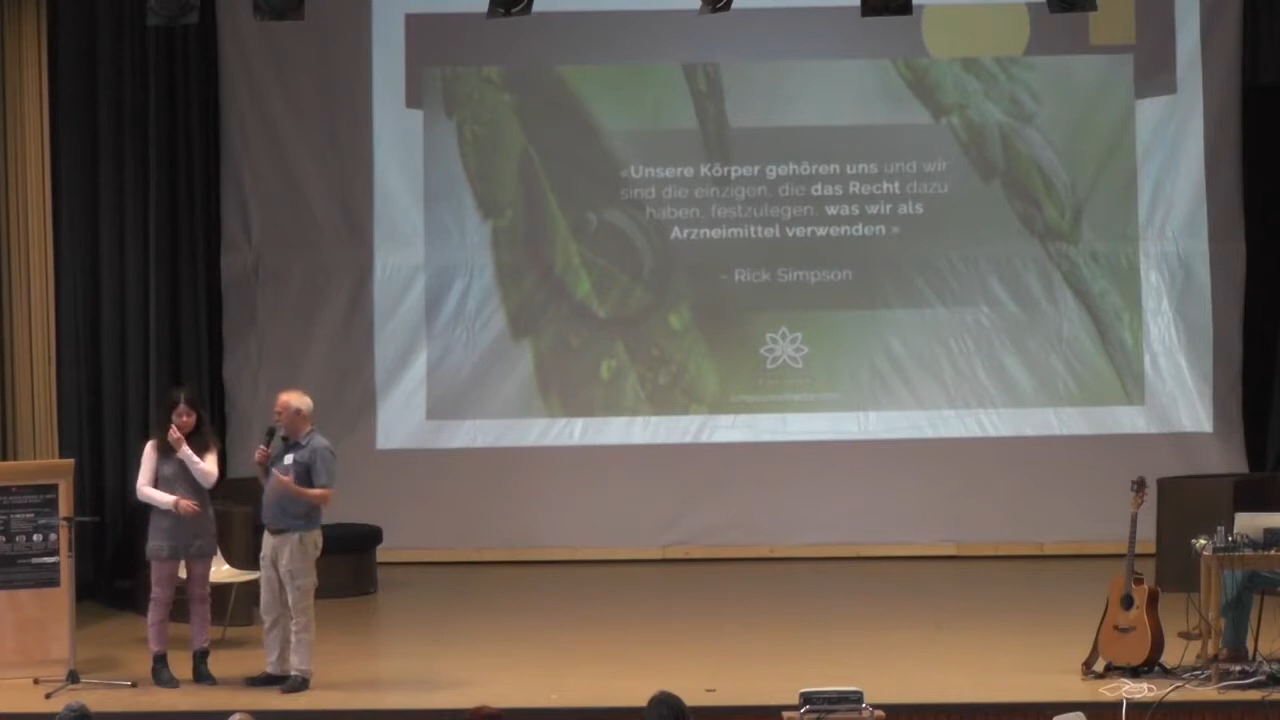 «Unsere Körper gehören uns und wir
sind die einzigen, die das Recht dazu
haben, festzulegen, was wir als
Arzneimittel verwenden.»
- Rick Simpson